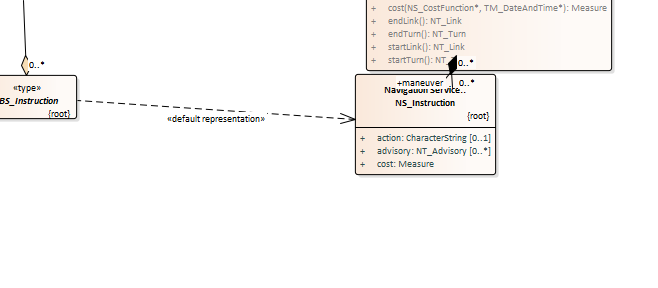 + cost(NS_CostFunction*, TM_DateAndTime*): Measure
+ endLink(): NT_Link
+ endTurn(): NT_Turn
+ startLink(): NT_Link
+ startTurn(): NT_
0..*
0..*
+maneuver 0..*
«type»
BS_Instruction
{root}
Navigation Service..
NS_Instruction
{root}
«default representation»
+ action: CharacterString [0..1]
+ advisory: NT_Advisory [0..*]
+ cost: Measure